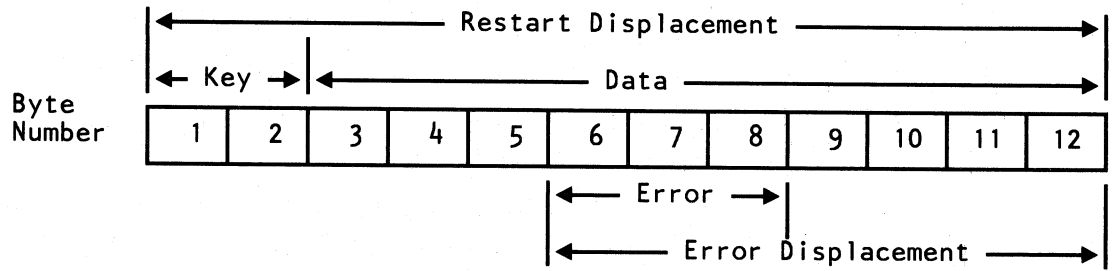 Restart Displacement
Key Data
Byte
Number 1 2 3 4 5 6 7 8 9 10 11 12
Error
Error Displacement